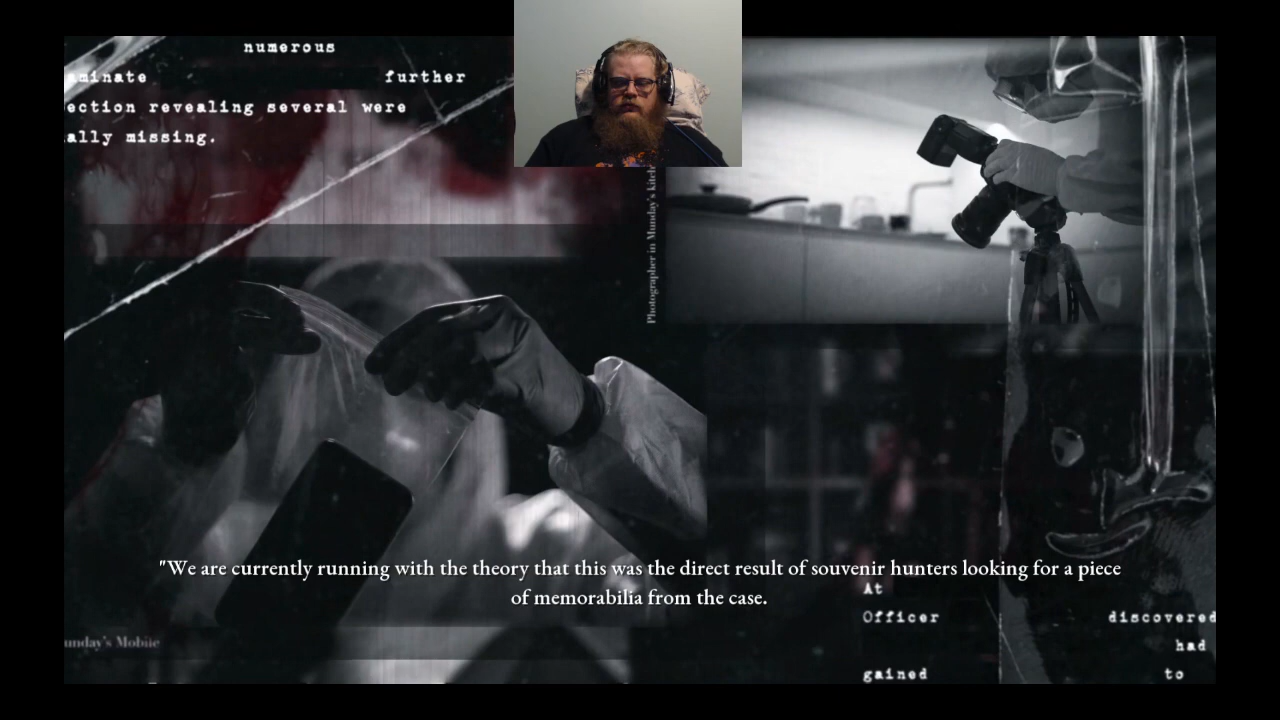 numerous
aminate further
ection revealing several were
ally missing.
Photographer in Munday's kitch
"We are currently running with the theory that this was the direct result of souvenir hunters looking for a piece
of memorabilia from the case.
At
Officer discovered
had
gained to
unday's Mobile